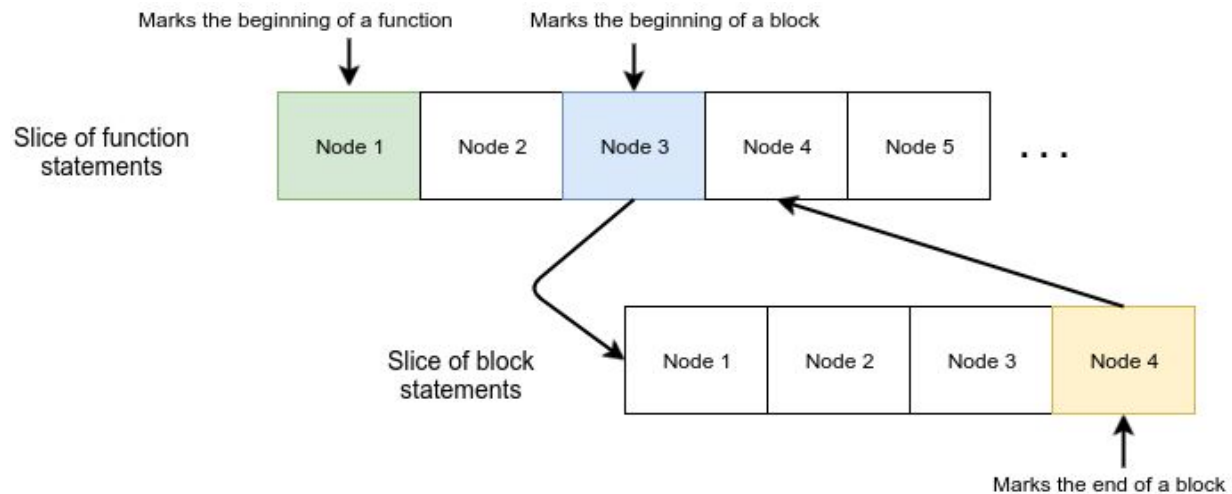 Marks the beginning of a function
Marks the beginning of a block
Slice of function
statements
Node 1
Node 2
Node 3
Node 4
Node 5
...
Slice of block
statements
Node 1
Node 2
Node 3
Node 4
Marks the end of a block